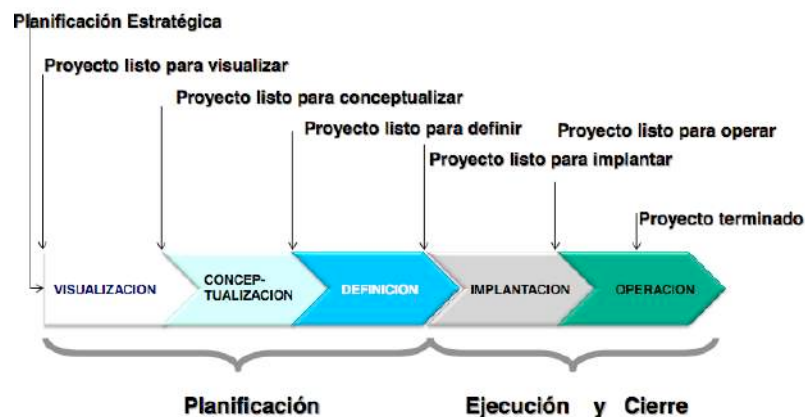 Planificación Estratégica
Proyecto listo para visualizar
Proyecto listo para conceptualizar
Proyecto listo para definir
Proyecto listo para operar
Proyecto listo para implantar
Proyecto terminado
VISUALIZACION
CONCEP-
TUALIZACION
DEFINICION
IMPLANTACION
OPERACION
Planificación
Ejecución y Cierre